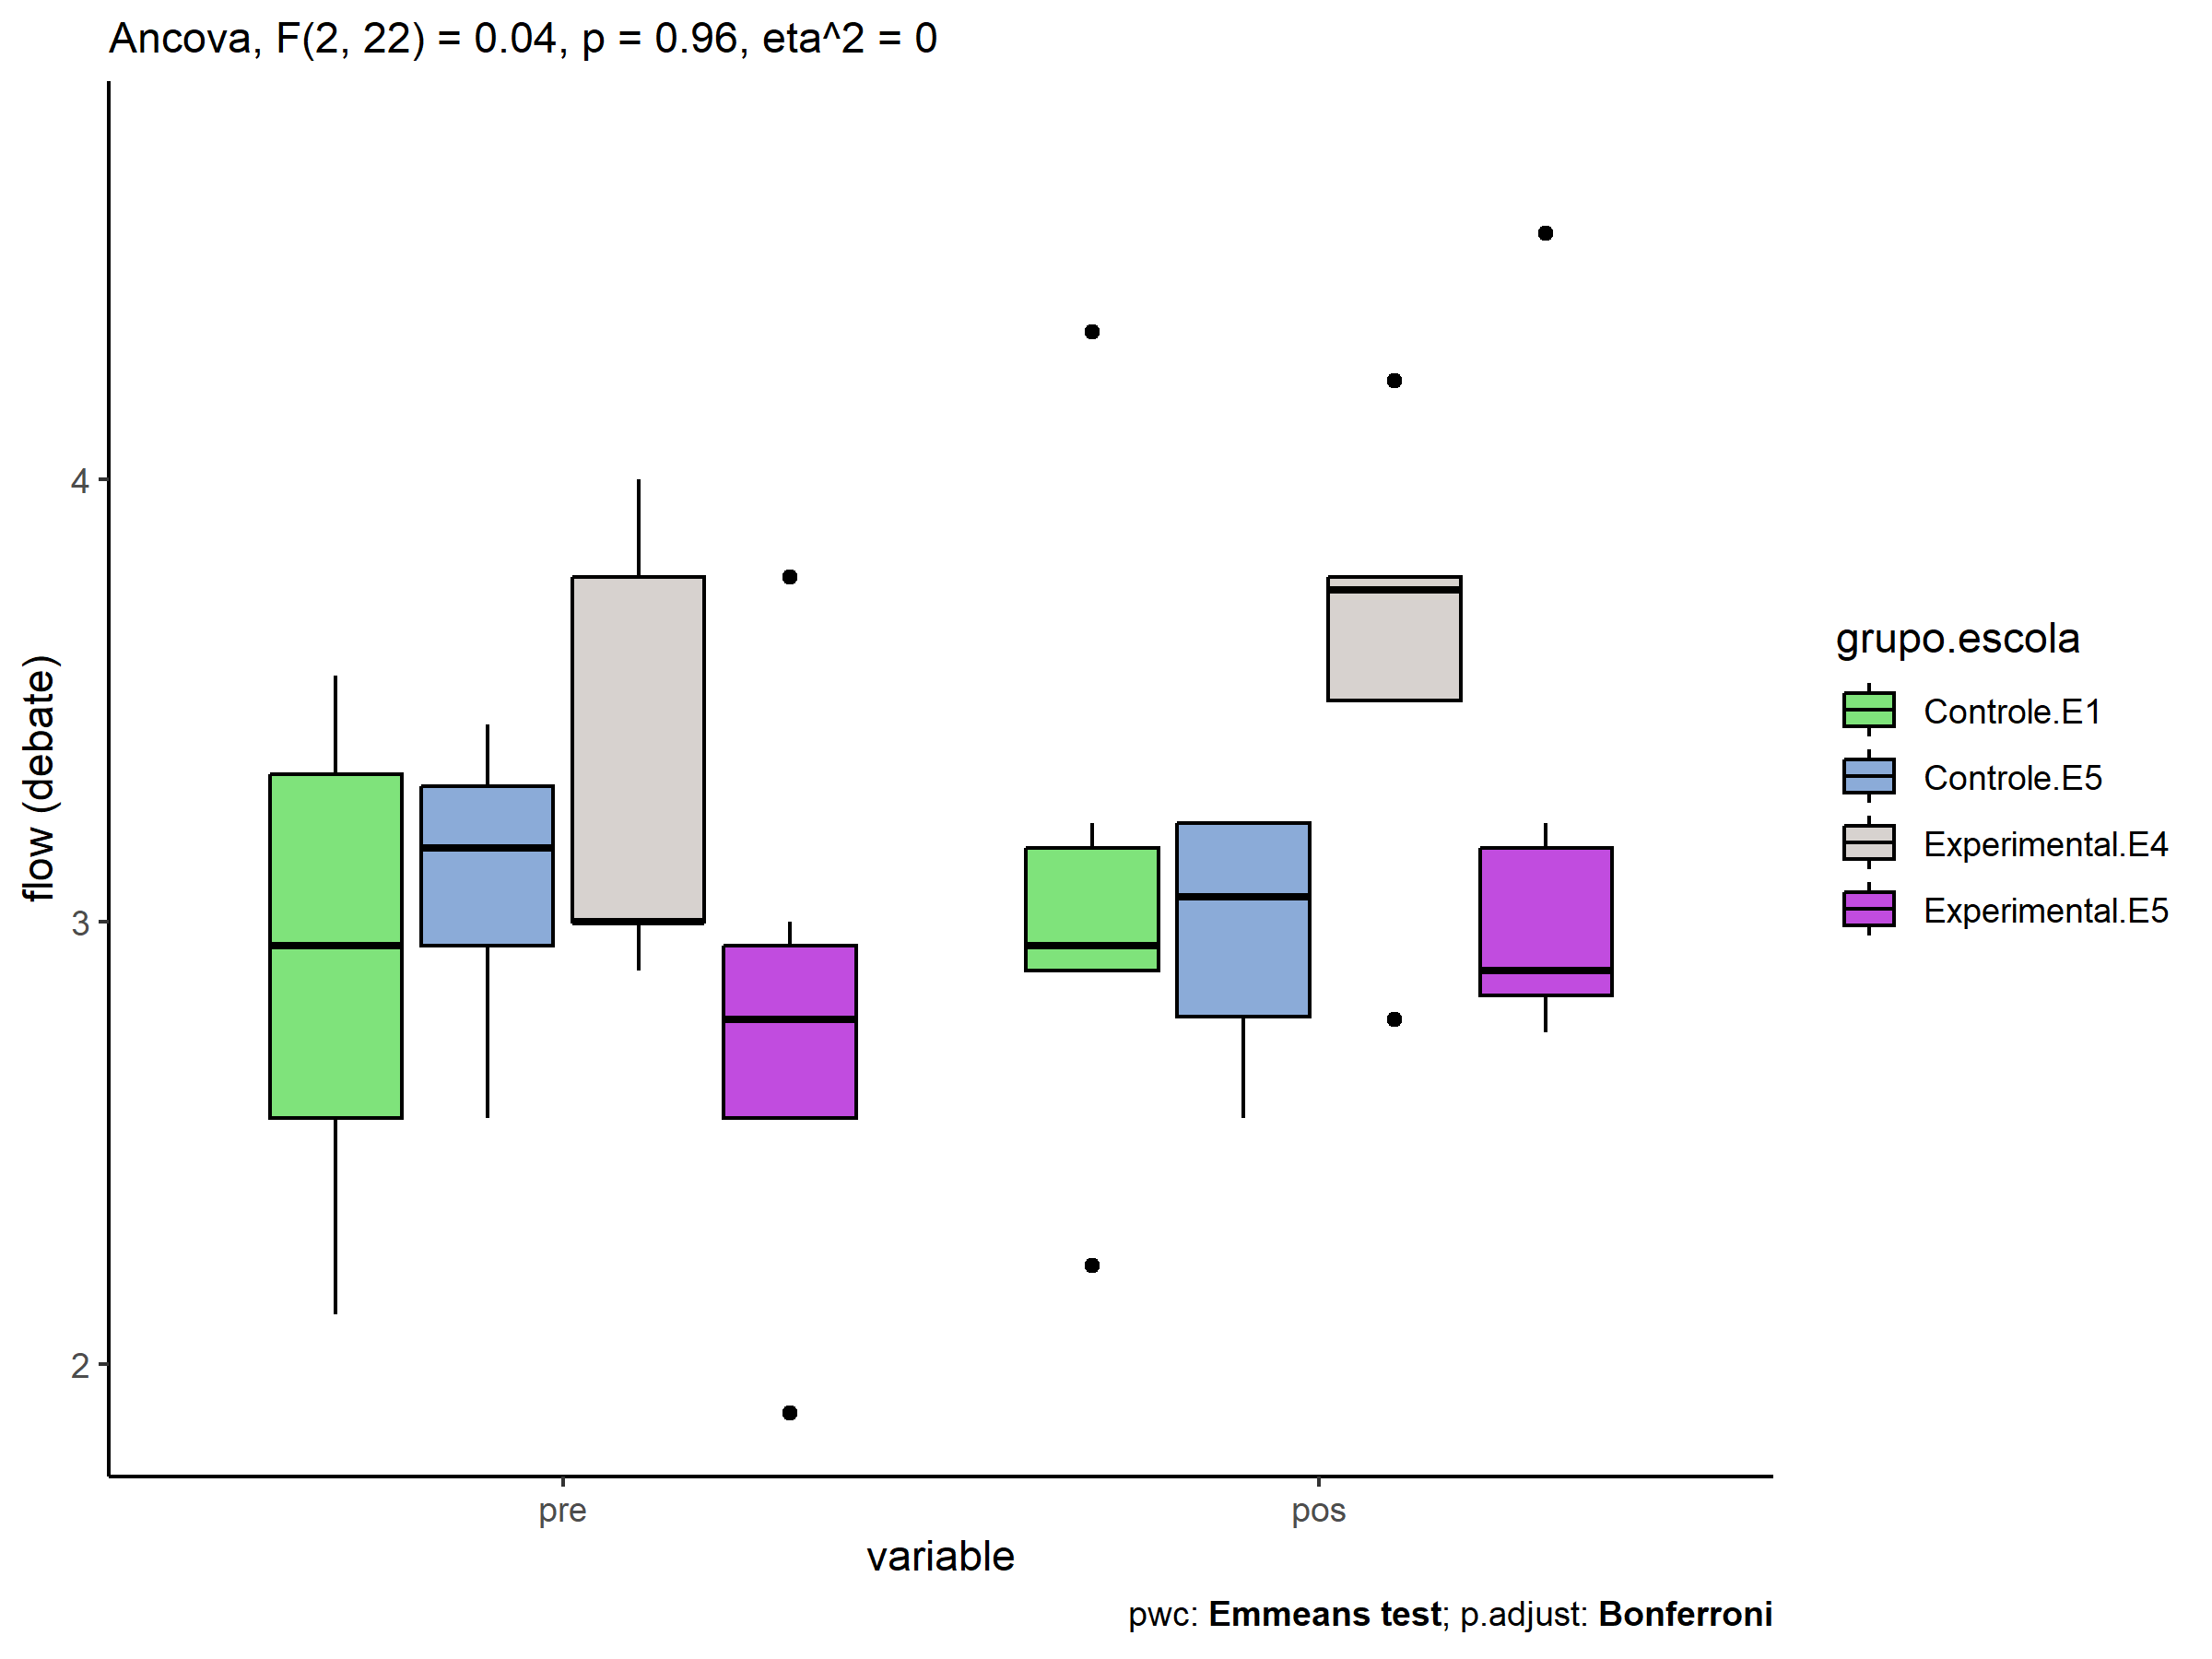 Ancova, F(2, 22) = 0.04, p = 0.96, eta^2 = 0
flow (debate)
4
3
2
pre
pos
variable
grupo.escola
Controle.E1
Controle.E5
Experimental.E4
Experimental.E5
pwc: Emmeans test; p.adjust: Bonferroni